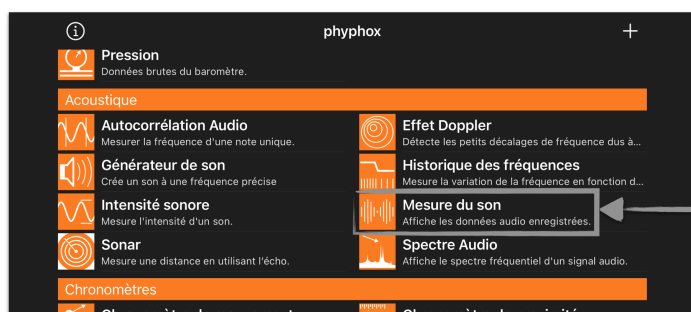 phyphox
Pression
Données brutes du baromètre.
Acoustique
Autocorrélation Audio
Mesurer la fréquence d'une note unique.
Effet Doppler
Détecte les petits décalages de fréquence dus à...
Générateur de son
Crée un son à une fréquence précise
Historique des fréquences
Mesure la variation de la fréquence en fonction d...
Intensité sonore
Mesure l'intensité d'un son.
Mesure du son
Affiche les données audio enregistrées.
Sonar
Mesure une distance en utilisant l'écho.
Spectre Audio
Affiche le spectre fréquentiel d'un signal audio.
Chronomètres